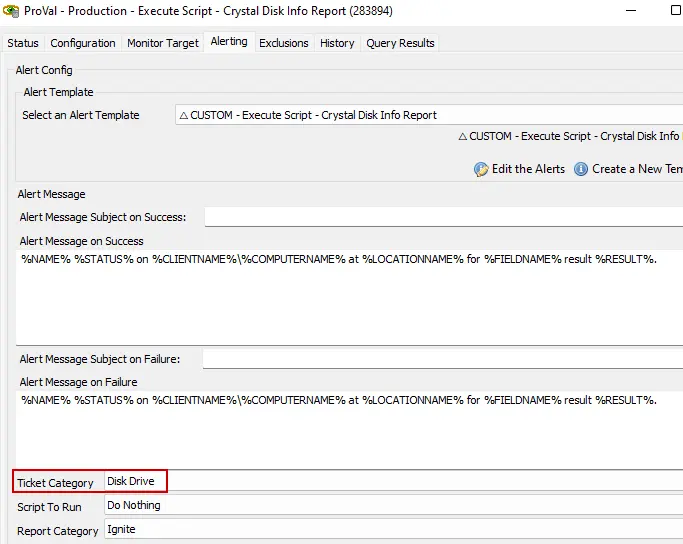 ProVal - Production - Execute Script - Crystal Disk Info Report (283894)
Status Configuration Monitor Target Alerting Exclusions History Query Results
Alert Config
Alert Template
Select an Alert Template △ CUSTOM - Execute Script - Crystal Disk Info Report
△ CUSTOM - Execute Script - Crystal Disk Info
Edit the Alerts Create a New Tem
Alert Message
Alert Message Subject on Success:
Alert Message on Success
%NAME% %STATUS% on %CLIENTNAME%\%COMPUTERNAME% at %LOCATIONNAME% for %FIELDNAME% result %RESULT%.
Alert Message Subject on Failure:
Alert Message on Failure
%NAME% %STATUS% on %CLIENTNAME%\%COMPUTERNAME% at %LOCATIONNAME% for %FIELDNAME% result %RESULT%.
Ticket Category Disk Drive
Script To Run Do Nothing
Report Category Ignite